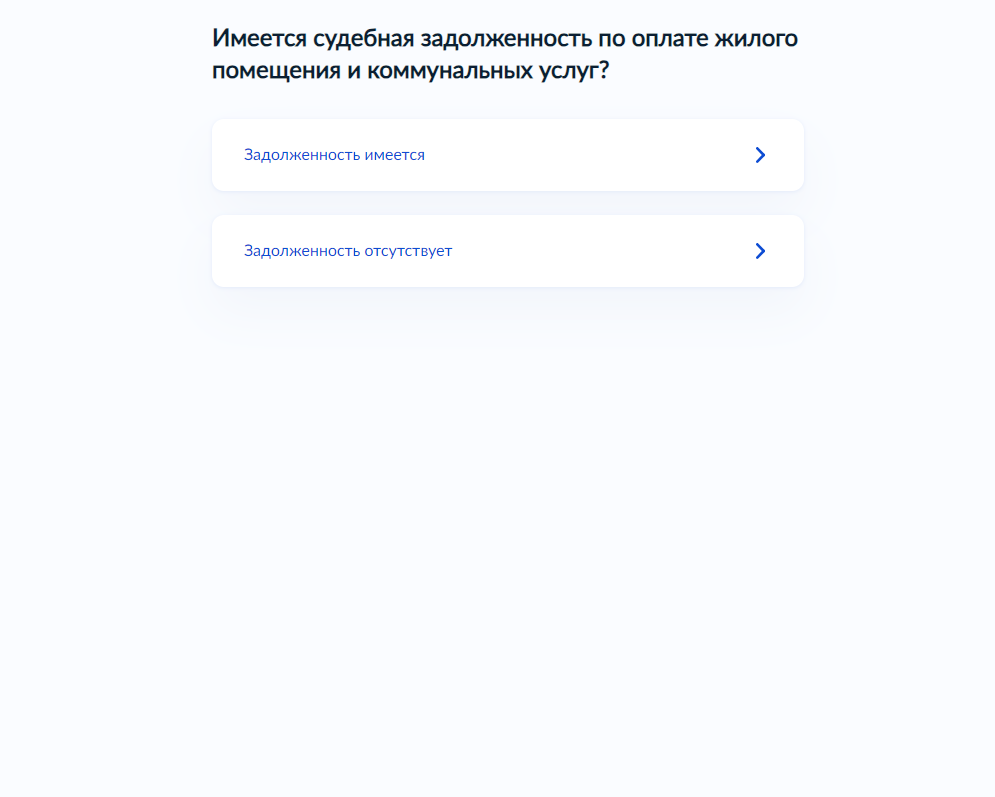 Имеется судебная задолженность по оплате жилого
помещения и коммунальных услуг?
Задолженность имеется
Задолженность отсутствует